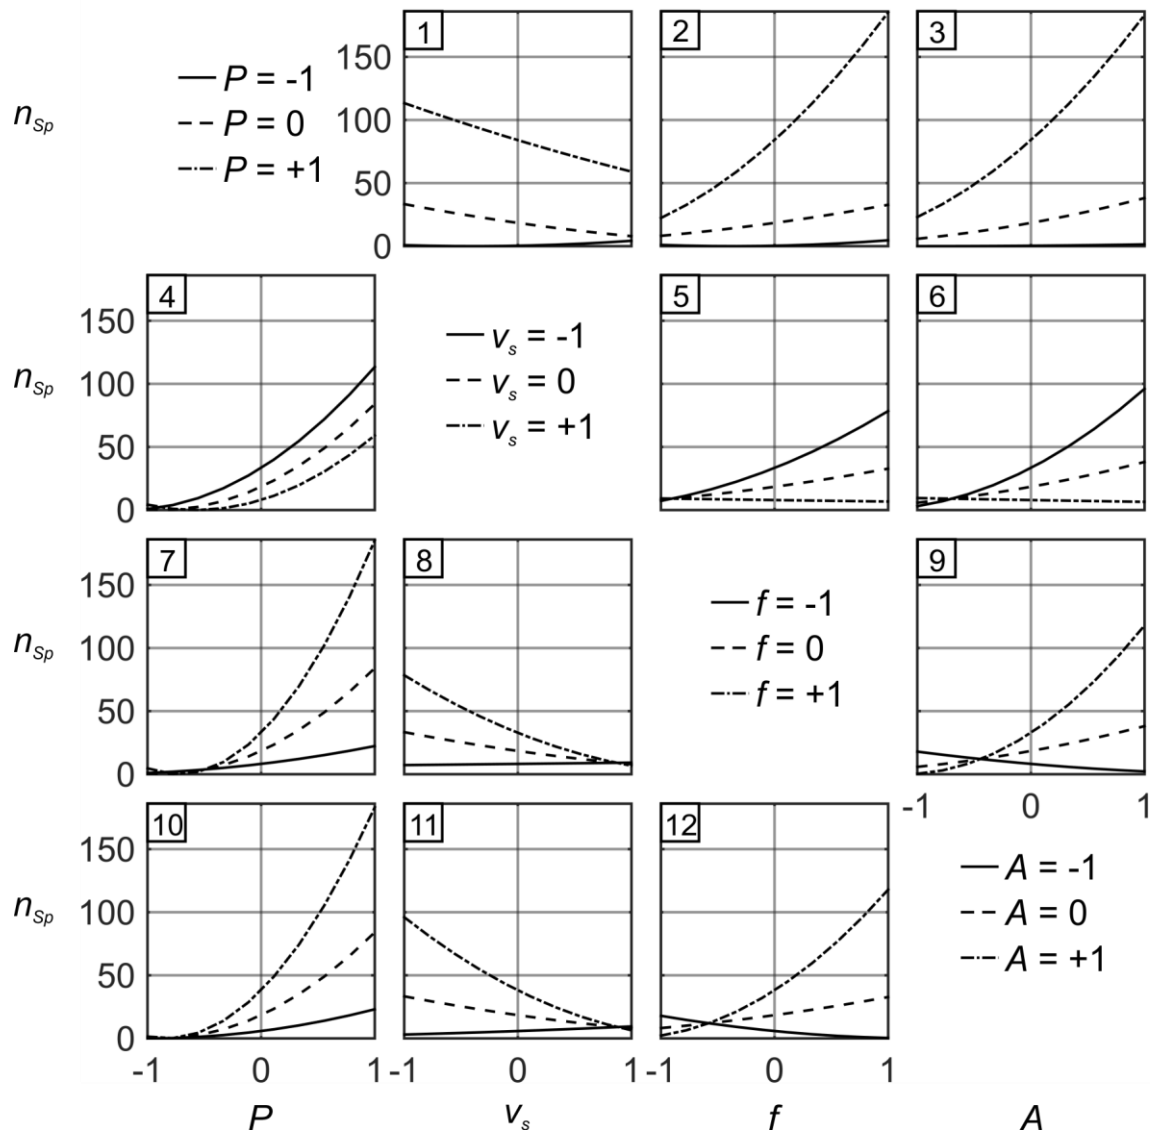 1
2
3
150
100
50
0
n_Sp
P = -1
P = 0
P = +1
4
5
6
150
100
50
0
n_Sp
v_s = -1
v_s = 0
v_s = +1
7
8
9
150
100
50
0
n_Sp
f = -1
f = 0
f = +1
-1 0 1
10
11
12
150
100
50
0
n_Sp
A = -1
A = 0
A = +1
-1 0 1 -1 0 1 -1 0 1
P v_s f A